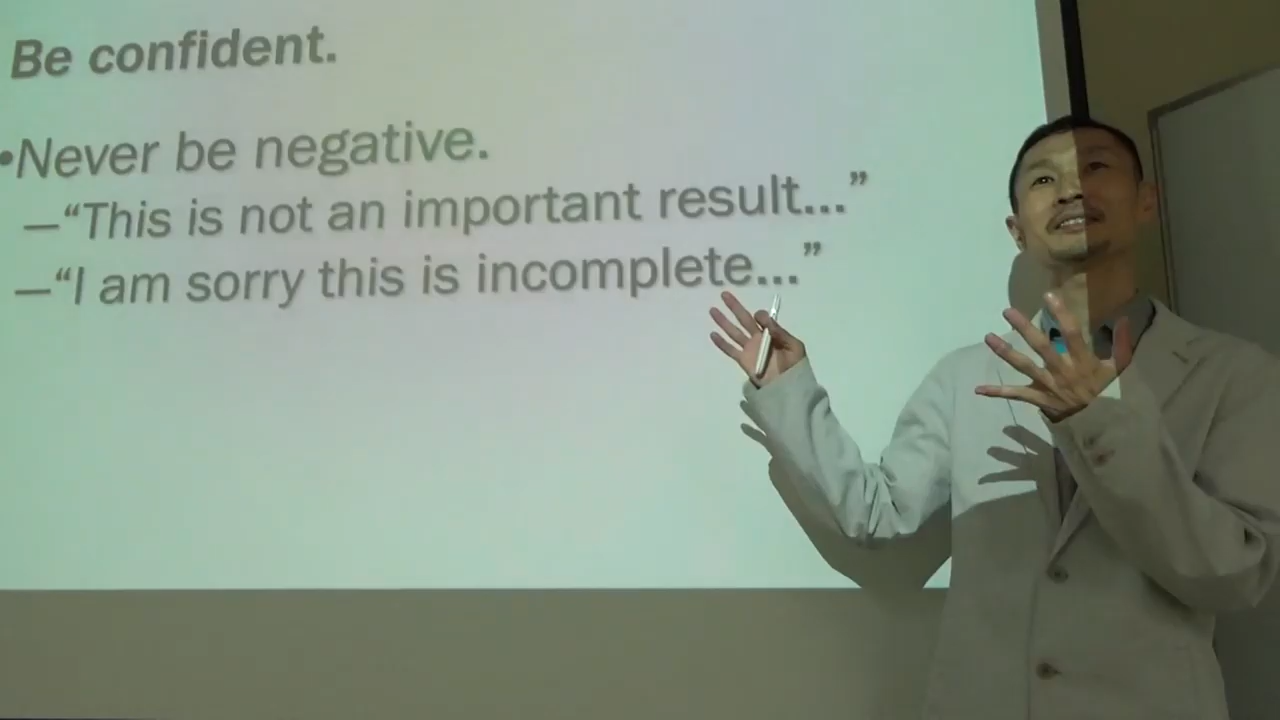 Be confident.
•Never be negative.
—“This is not an important result...”
—“I am sorry this is incomplete...”